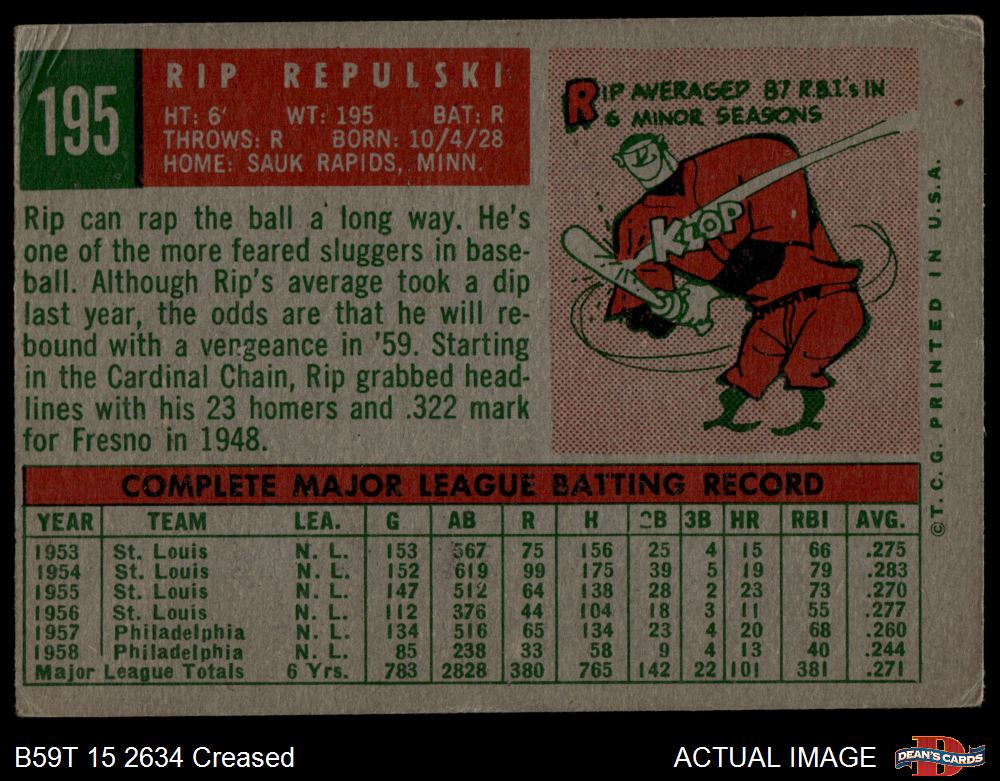 195
RIP REPULSKI
HT: 6' WT: 195 BAT: R
THROWS: R BORN: 10/4/28
HOME: SAUK RAPIDS, MINN.
Rip can rap the ball a long way. He's
one of the more feared sluggers in base-
ball. Although Rip's average took a dip
last year, the odds are that he will re-
bound with a vengeance in '59. Starting
in the Cardinal Chain, Rip grabbed head-
lines with his 23 homers and .322 mark
for Fresno in 1948.
RIP AVERAGED 87 R.B.I's IN
6 MINOR SEASONS
12
KLOP
COMPLETE MAJOR LEAGUE BATTING RECORD
YEAR TEAM LEA. G AB R H 2B 3B HR RBI AVG.
1953 St. Louis N. L. 153 567 75 156 25 4 15 66 .275
1954 St. Louis N. L. 152 619 99 175 39 5 19 79 .283
1955 St. Louis N. L. 147 512 64 138 28 2 23 73 .270
1956 St. Louis N. L. 112 376 44 104 18 3 11 55 .277
1957 Philadelphia N. L. 134 516 65 134 23 4 20 68 .260
1958 Philadelphia N. L. 85 238 33 58 9 4 13 40 .244
Major League Totals 6 Yrs. 783 2828 380 765 142 22 101 381 .271
©T.C.G. PRINTED IN U.S.A.
B59T 15 2634 Creased
ACTUAL IMAGE
D
DEAN'S CARDS